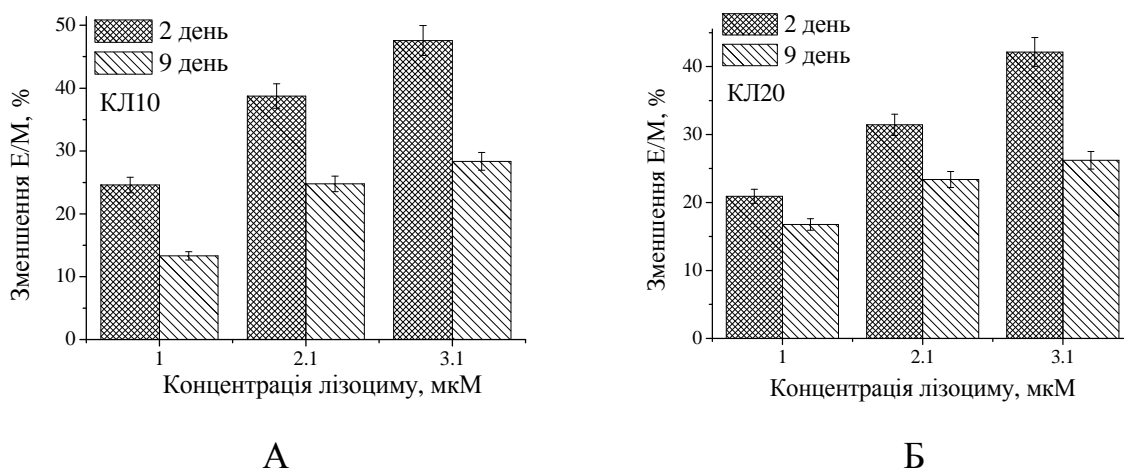 2 день
9 день
КЛ10
Зменшення E/M, %
50
40
30
20
10
0
1
2.1
3.1
Концентрація лізоциму, мкМ
А
2 день
9 день
КЛ20
Зменшення E/M, %
40
30
20
10
0
1
2.1
3.1
Концентрація лізоциму, мкМ
Б